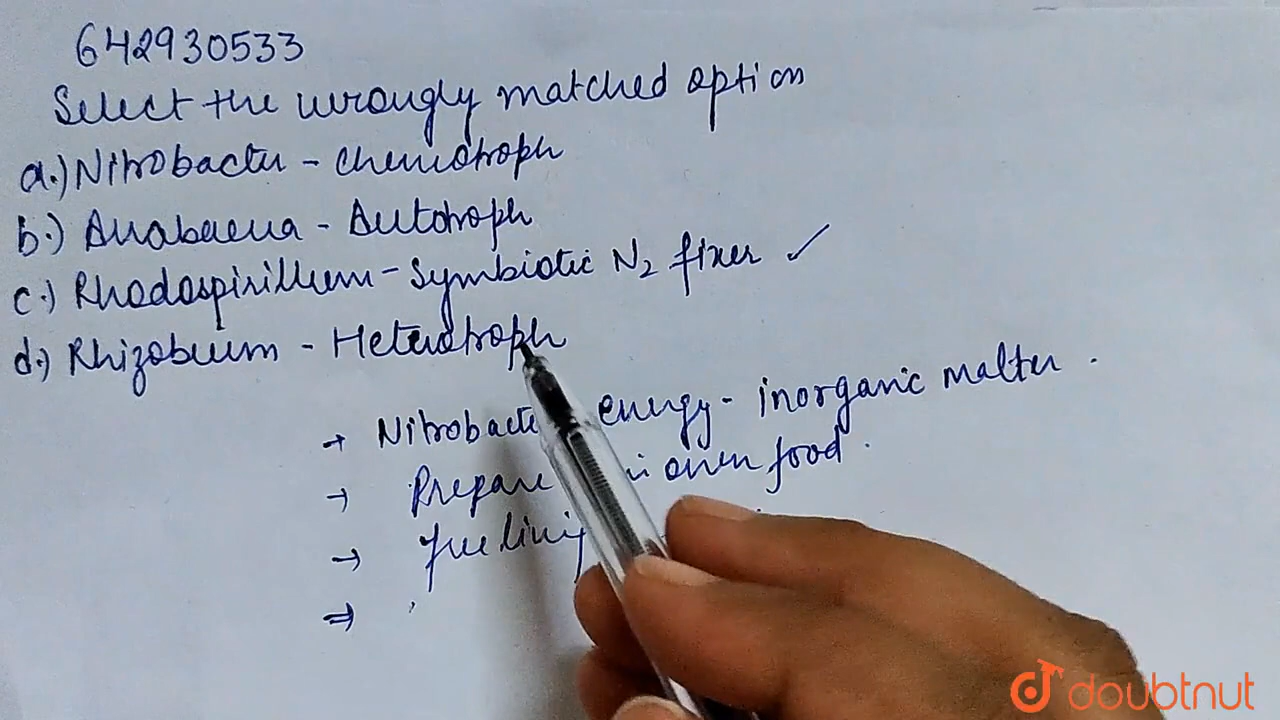 642930533
Select the wrongly matched option
a.) Nitrobacter - Chemotroph
b.) Anabaena - Autotroph
c.) Rhodospirillum - Symbiotic N2 fixer ✓
d.) Rhizobium - Heterotroph
→ Nitrobacter energy - inorganic matter.
→ Prepare own food.
→ free living
⇒
doubtnut